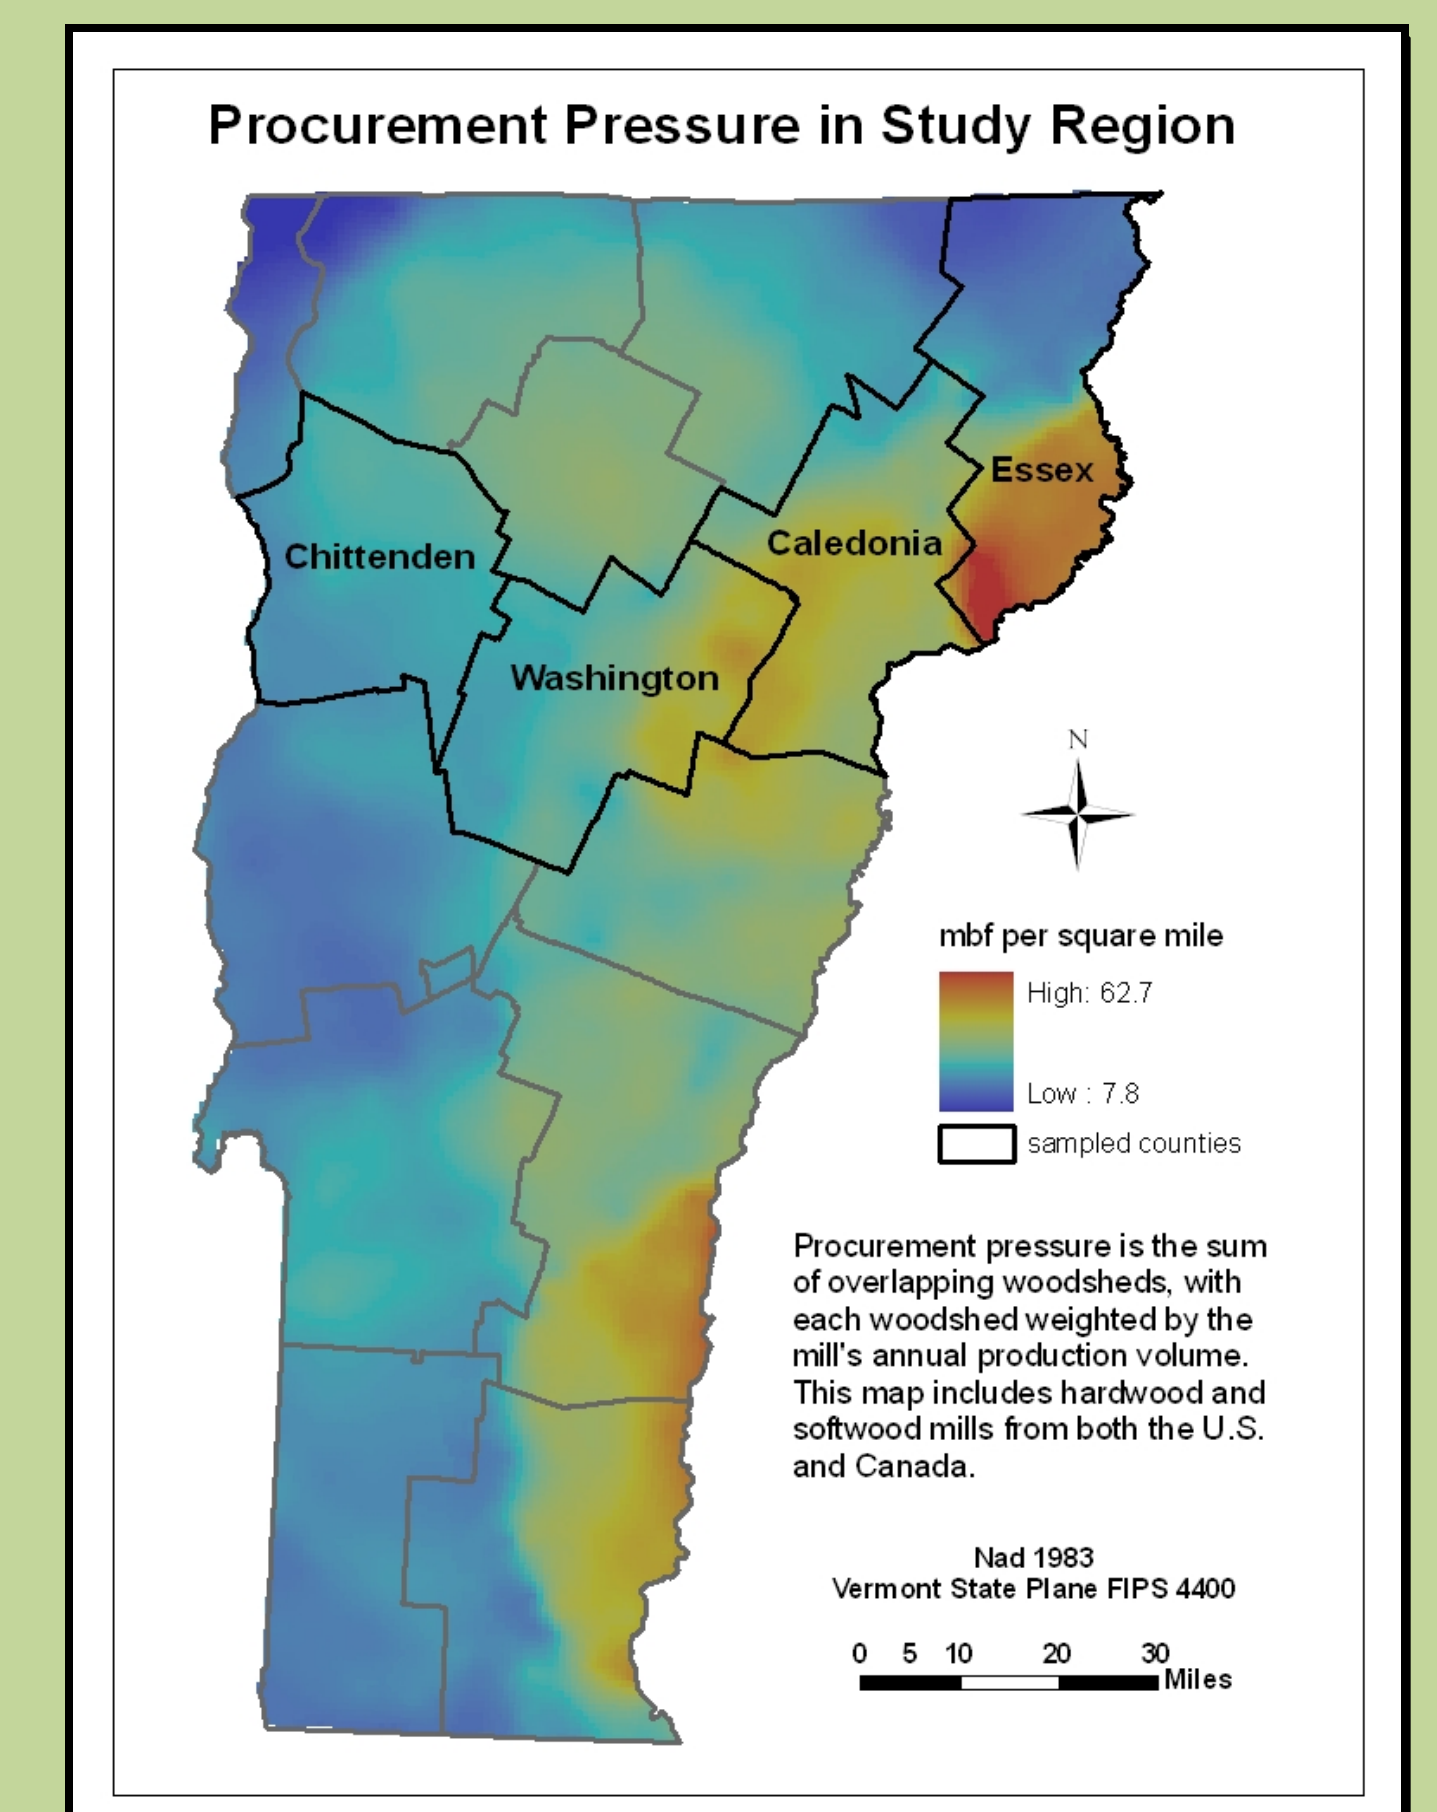 Procurement Pressure in Study Region
Essex
Caledonia
Chittenden
Washington
N
mbf per square mile
High: 62.7
Low : 7.8
sampled counties
Procurement pressure is the sum
of overlapping woodsheds, with
each woodshed weighted by the
mill's annual production volume.
This map includes hardwood and
softwood mills from both the U.S.
and Canada.
Nad 1983
Vermont State Plane FIPS 4400
0 5 10 20 30
Miles